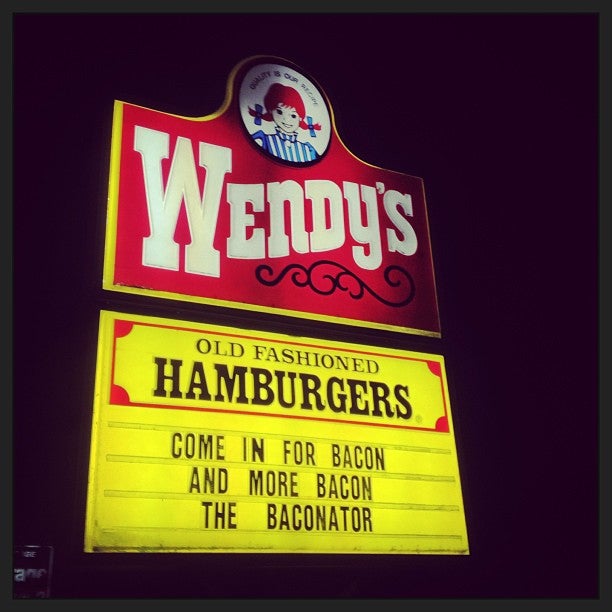 QUALITY IS OUR RECIPE
WENDY'S
OLD FASHIONED
HAMBURGERS
COME IN FOR BACON
AND MORE BACON
THE BACONATOR